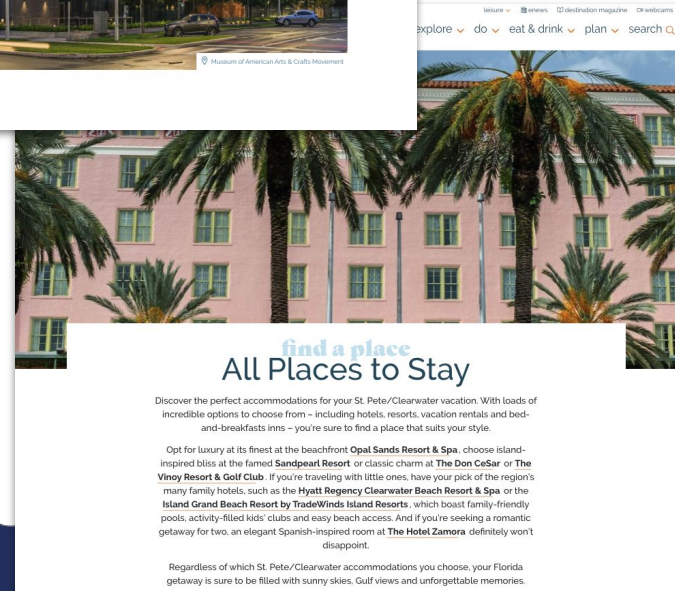 leisure enews destination magazine webcams
explore do eat & drink plan search
Museum of American Arts & Crafts Movement
find a place
All Places to Stay
Discover the perfect accommodations for your St. Pete/Clearwater vacation. With loads of
incredible options to choose from – including hotels, resorts, vacation rentals and bed-
and-breakfasts inns – you're sure to find a place that suits your style.
Opt for luxury at its finest at the beachfront Opal Sands Resort & Spa, choose island-
inspired bliss at the famed Sandpearl Resort or classic charm at The Don CeSar or The
Vinoy Resort & Golf Club. If you're traveling with little ones, have your pick of the region's
many family hotels, such as the Hyatt Regency Clearwater Beach Resort & Spa or the
Island Grand Beach Resort by TradeWinds Island Resorts, which boast family-friendly
pools, activity-filled kids' clubs and easy beach access. And if you're seeking a romantic
getaway for two, an elegant Spanish-inspired room at The Hotel Zamora definitely won't
disappoint.
Regardless of which St. Pete/Clearwater accommodations you choose, your Florida
getaway is sure to be filled with sunny skies, Gulf views and unforgettable memories.